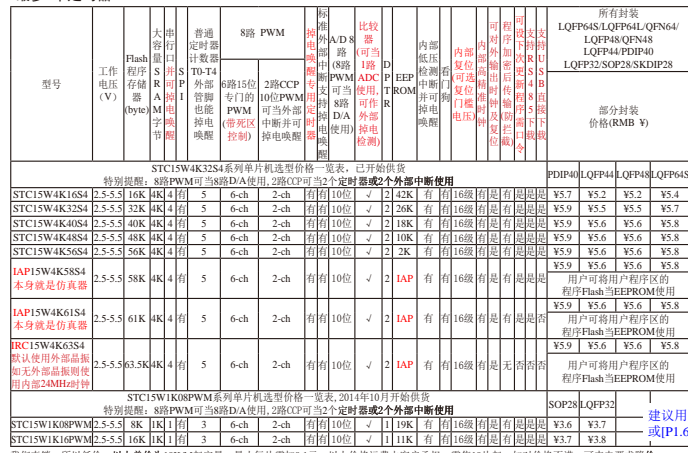 型号
工作
电压
（V）
Flash
程序
存储
器
(byte)
大容量SRAM字节
串行口并可掉电唤醒
SPI
普通
定时器
计数器
T0-T4
外部
管脚
也能
掉电
唤醒
8路 PWM
6路15位
专门的
PWM
(带死区
控制)
2路CCP
10位PWM
可当外部
中断并可
掉电唤醒
掉电唤醒专用定时器
标准外部中断支持掉电唤醒
A/D 8
路
(8路
PWM
可当
8路
D/A
使用)
比较
器
(可当
1路
ADC
使用,
可作
外部
掉电
检测)
DPTR
EEP
ROM
内部
低压
检测
中断
并可
掉电
唤醒
看门狗
内部
复位
(可选
复位
门槛
电压)
内部高精准时钟
可对外输出时钟及复位
程序加密后传输(防拦截)
可设下次更新程序需口令
支持RS485下载
支持USB直接下载
所有封装
LQFP64S/LQFP64L/QFN64/
LQFP48/QFN48
LQFP44/PDIP40
LQFP32/SOP28/SKDIP28
部分封装
价格(RMB ¥)
STC15W4K32S4系列单片机选型价格一览表，已开始供货
特别提醒：8路PWM可当8路D/A使用, 2路CCP可当2个定时器或2个外部中断使用
PDIP40 LQFP44 LQFP48 LQFP64S
STC15W4K16S4 2.5-5.5 16K 4K 4 有 5 6-ch 2-ch 有 有 10位 √ 2 42K 有 有 16级 有 是 有 是 是 是 ¥5.7 ¥5.2 ¥5.2 ¥5.4
STC15W4K32S4 2.5-5.5 32K 4K 4 有 5 6-ch 2-ch 有 有 10位 √ 2 26K 有 有 16级 有 是 有 是 是 是 ¥5.9 ¥5.5 ¥5.5 ¥5.7
STC15W4K40S4 2.5-5.5 40K 4K 4 有 5 6-ch 2-ch 有 有 10位 √ 2 18K 有 有 16级 有 是 有 是 是 是 ¥5.9 ¥5.6 ¥5.6 ¥5.8
STC15W4K48S4 2.5-5.5 48K 4K 4 有 5 6-ch 2-ch 有 有 10位 √ 2 10K 有 有 16级 有 是 有 是 是 是 ¥5.9 ¥5.6 ¥5.6 ¥5.8
STC15W4K56S4 2.5-5.5 56K 4K 4 有 5 6-ch 2-ch 有 有 10位 √ 2 2K 有 有 16级 有 是 有 是 是 是 ¥5.9 ¥5.6 ¥5.6 ¥5.8
IAP15W4K58S4
本身就是仿真器
2.5-5.5 58K 4K 4 有 5 6-ch 2-ch 有 有 10位 √ 2 IAP 有 有 16级 有 是 有 是 是 是
¥5.9 ¥5.6 ¥5.6 ¥5.8
用户可将用户程序区的
程序Flash当EEPROM使用
IAP15W4K61S4
本身就是仿真器
2.5-5.5 61K 4K 4 有 5 6-ch 2-ch 有 有 10位 √ 2 IAP 有 有 16级 有 是 有 是 是 否
¥5.9 ¥5.6 ¥5.6 ¥5.8
用户可将用户程序区的
程序Flash当EEPROM使用
IRC15W4K63S4
默认使用外部晶振
如无外部晶振则使
用内部24MHz时钟
2.5-5.5 63.5K 4K 4 有 5 6-ch 2-ch 有 有 10位 √ 2 IAP 有 有 16级 有 是 无 否 否 否
¥5.9 ¥5.6 ¥5.6 ¥5.8
用户可将用户程序区的
程序Flash当EEPROM使用
STC15W1K08PWM系列单片机选型价格一览表, 2014年10月开始供货
特别提醒：8路PWM可当8路D/A使用, 2路CCP可当2个定时器或2个外部中断使用
SOP28 LQFP32
STC15W1K08PWM 2.5-5.5 8K 1K 1 有 3 6-ch 2-ch 有 有 10位 √ 1 19K 有 有 16级 有 是 有 是 是 否 ¥3.6 ¥3.7
STC15W1K16PWM 2.5-5.5 16K 1K 1 有 3 6-ch 2-ch 有 有 10位 √ 1 11K 有 有 16级 有 是 有 是 是 否 ¥3.7 ¥3.8
建议用
或[P1.6